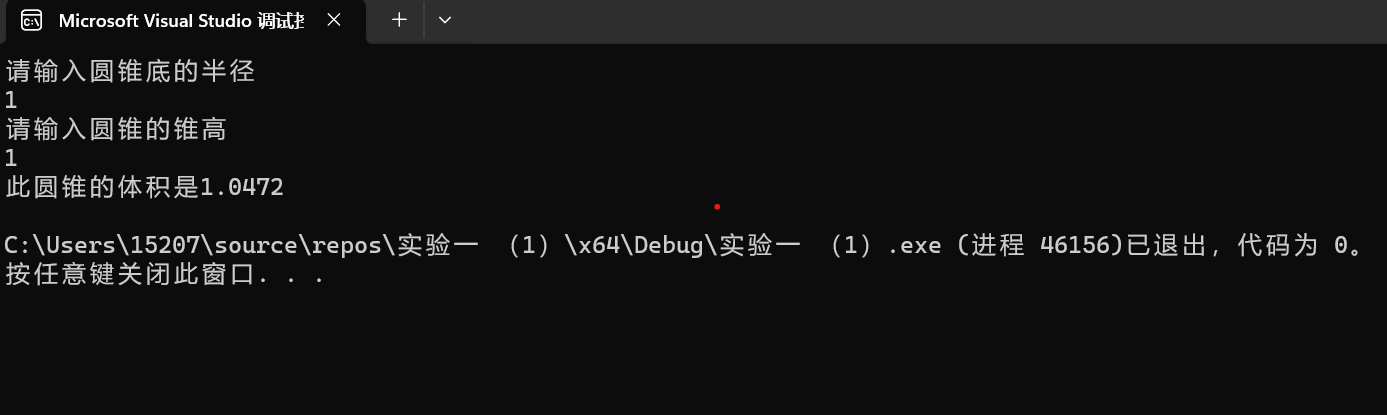 Microsoft Visual Studio 调试控
请输入圆锥底的半径
1
请输入圆锥的锥高
1
此圆锥的体积是1.0472
C:\Users\15207\source\repos\实验一 （1）\x64\Debug\实验一 （1）.exe (进程 46156)已退出，代码为 0。
按任意键关闭此窗口. . .